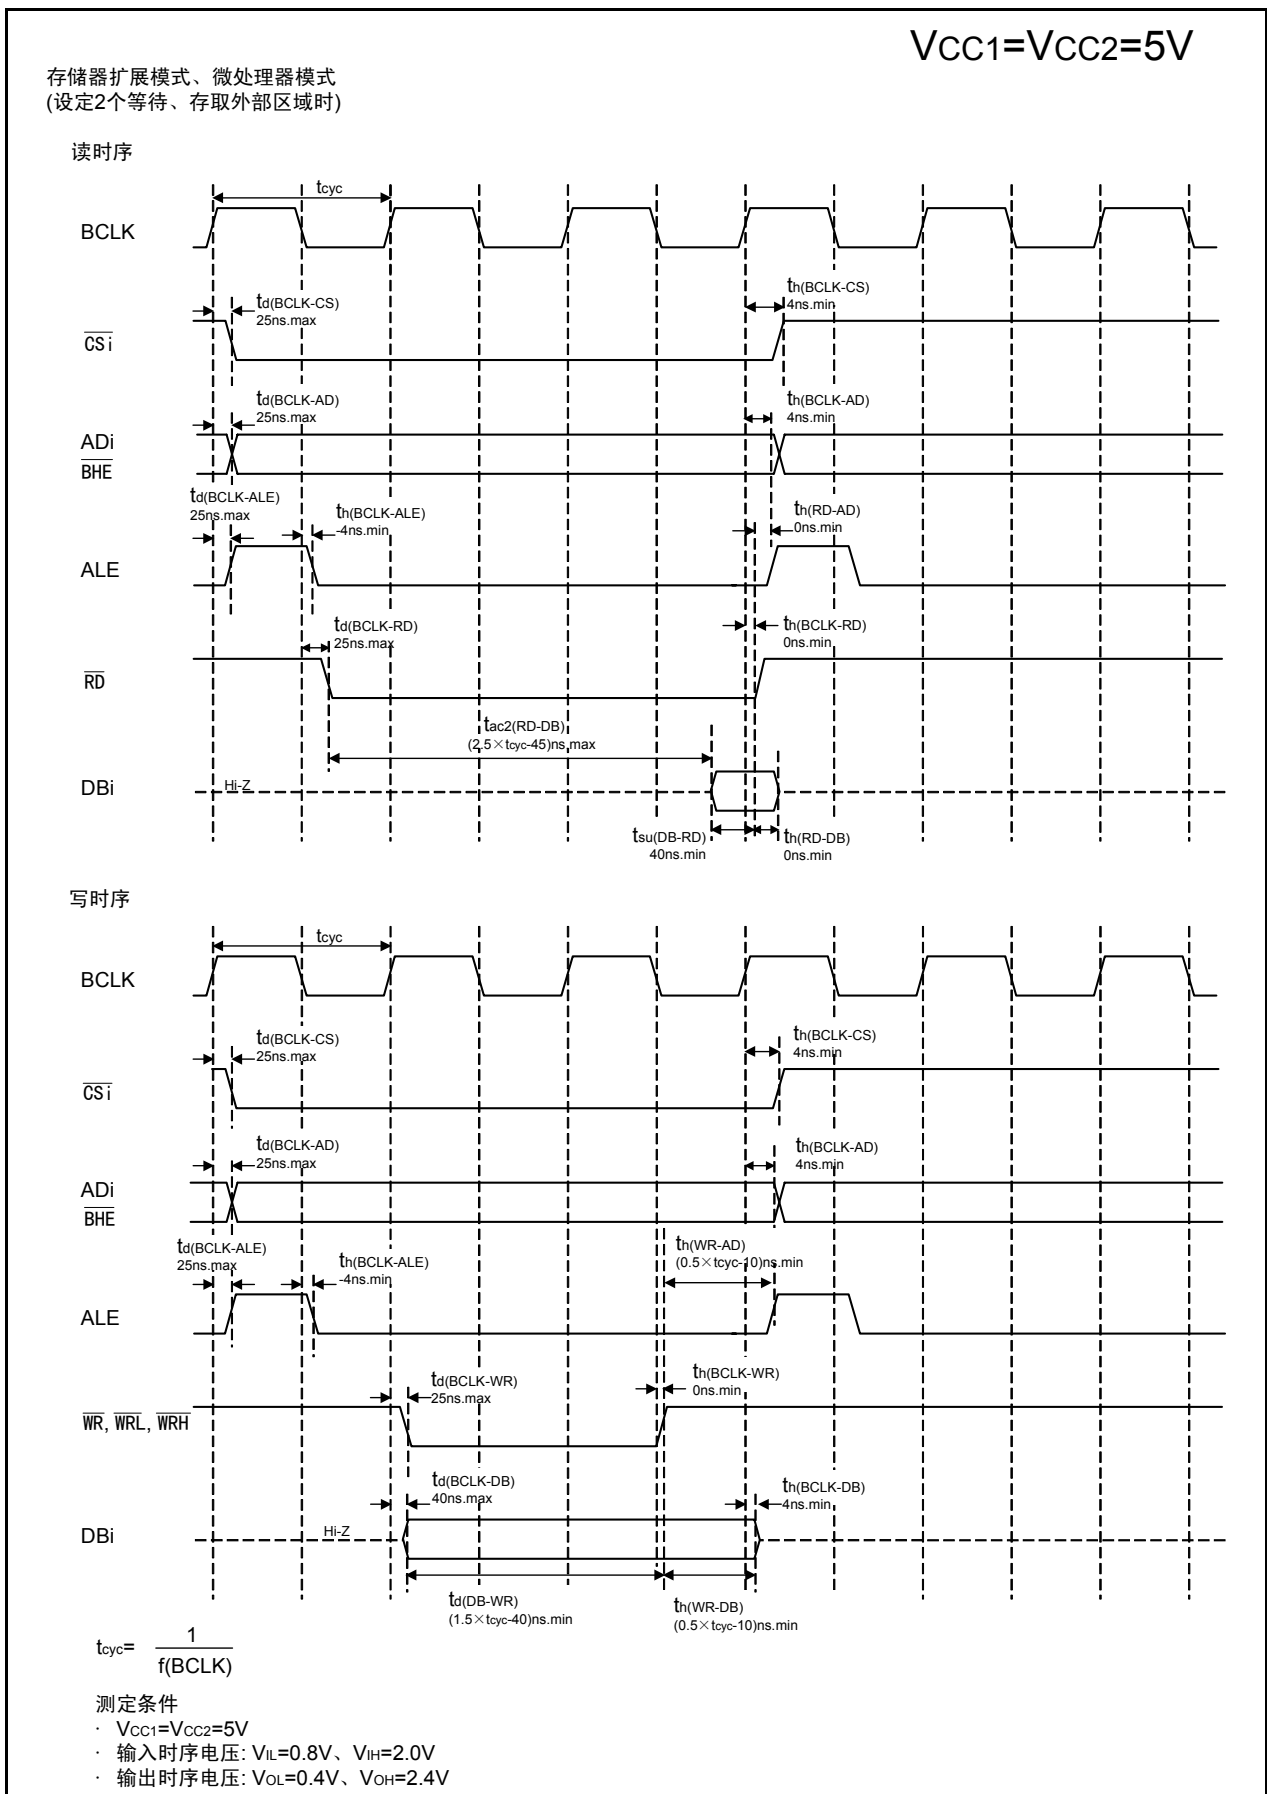 VCC1=VCC2=5V
存储器扩展模式、微处理器模式
(设定2个等待、存取外部区域时)
读时序
tcyc
BCLK
td(BCLK-CS)
25ns.max
th(BCLK-CS)
4ns.min
CSi
td(BCLK-AD)
25ns.max
th(BCLK-AD)
4ns.min
ADi
BHE
td(BCLK-ALE)
25ns.max
th(BCLK-ALE)
-4ns.min
th(RD-AD)
0ns.min
ALE
td(BCLK-RD)
25ns.max
th(BCLK-RD)
0ns.min
RD
tac2(RD-DB)
(2.5×tcyc-45)ns.max
DBi
Hi-Z
tsu(DB-RD)
40ns.min
th(RD-DB)
0ns.min
写时序
tcyc
BCLK
td(BCLK-CS)
25ns.max
th(BCLK-CS)
4ns.min
CSi
td(BCLK-AD)
25ns.max
th(BCLK-AD)
4ns.min
ADi
BHE
td(BCLK-ALE)
25ns.max
th(BCLK-ALE)
-4ns.min
th(WR-AD)
(0.5×tcyc-10)ns.min
ALE
td(BCLK-WR)
25ns.max
th(BCLK-WR)
0ns.min
WR, WRL, WRH
td(BCLK-DB)
40ns.max
th(BCLK-DB)
4ns.min
DBi
Hi-Z
td(DB-WR)
(1.5×tcyc-40)ns.min
th(WR-DB)
(0.5×tcyc-10)ns.min
tcyc= 1
f(BCLK)
测定条件
· VCC1=VCC2=5V
· 输入时序电压: VIL=0.8V、VIH=2.0V
· 输出时序电压: VOL=0.4V、VOH=2.4V